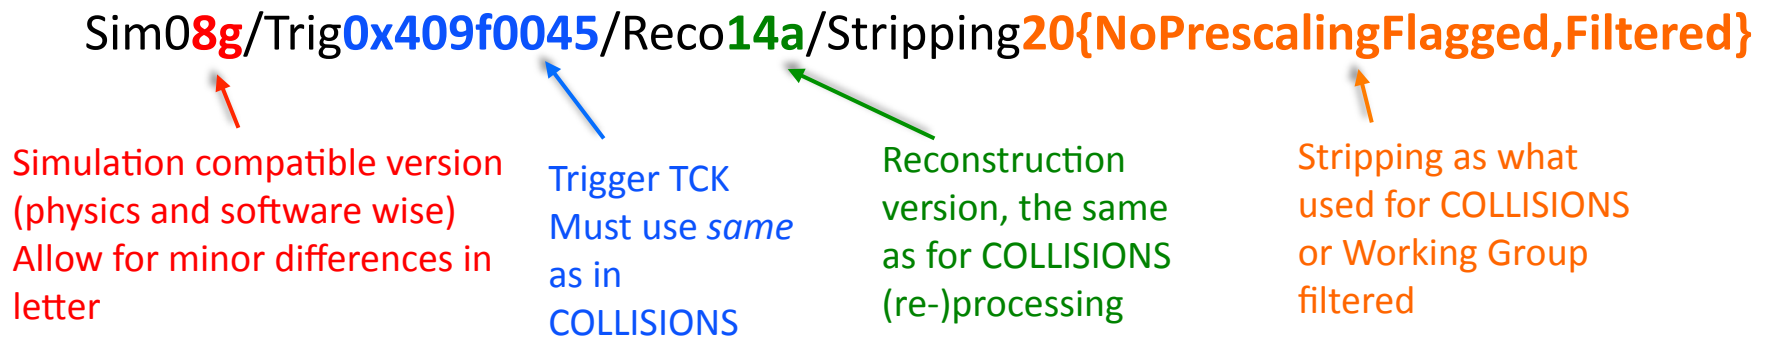 Sim08g/Trig0x409f0045/Reco14a/Stripping20{NoPrescalingFlagged,Filtered}
Simulation compatible version
(physics and software wise)
Allow for minor differences in
letter
Trigger TCK
Must use same
as in
COLLISIONS
Reconstruction
version, the same
as for COLLISIONS
(re-)processing
Stripping as what
used for COLLISIONS
or Working Group
filtered